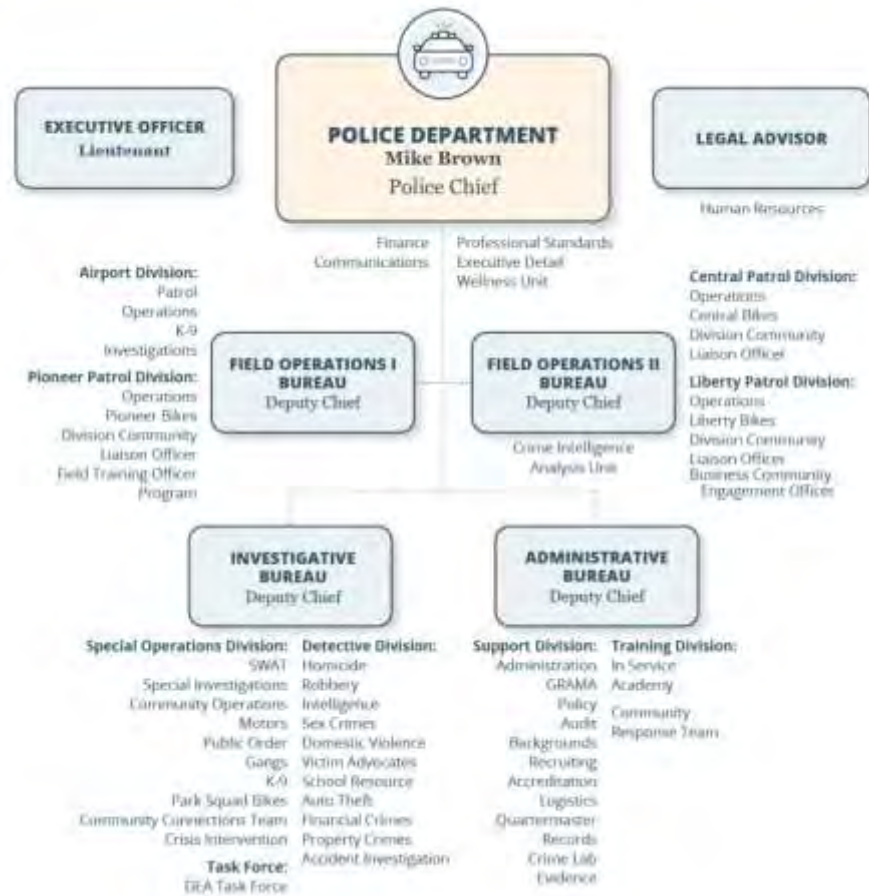 EXECUTIVE OFFICER
Lieutenant
POLICE DEPARTMENT
Mike Brown
Police Chief
LEGAL ADVISOR
Human Resources
Finance
Communications
Professional Standards
Executive Detail
Wellness Unit
Airport Division:
Patrol
Operations
K-9
Investigations
Pioneer Patrol Division:
Operations
Pioneer Bikes
Division Community
Liaison Officer
Field Training Officer
Program
FIELD OPERATIONS I
BUREAU
Deputy Chief
FIELD OPERATIONS II
BUREAU
Deputy Chief
Crime Intelligence
Analysis Unit
Central Patrol Division:
Operations
Central Bikes
Division Community
Liaison Officer
Liberty Patrol Division:
Operations
Liberty Bikes
Division Community
Liaison Officer
Business Community
Engagement Officer
INVESTIGATIVE
BUREAU
Deputy Chief
Special Operations Division:
SWAT
Special Investigations
Community Operations
Motors
Public Order
Gangs
K-9
Park Squad Bikes
Community Connections Team
Crisis Intervention
Task Force:
DEA Task Force
Detective Division:
Homicide
Robbery
Intelligence
Sex Crimes
Domestic Violence
Victim Advocates
School Resource
Auto Theft
Financial Crimes
Property Crimes
Accident Investigation
ADMINISTRATIVE
BUREAU
Deputy Chief
Support Division:
Administration
GRAMA
Policy
Audit
Backgrounds
Recruiting
Accreditation
Logistics
Quartermaster
Records
Crime Lab
Evidence
Training Division:
In Service
Academy
Community
Response Team